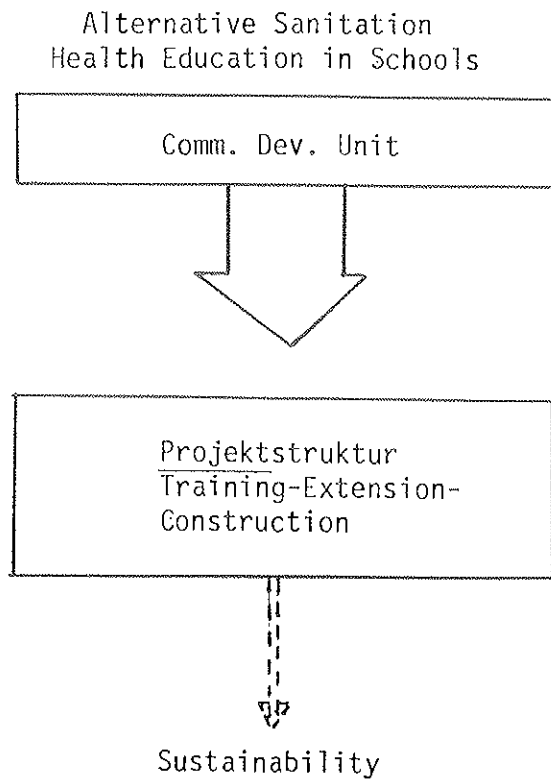 Alternative Sanitation
Health Education in Schools
Comm. Dev. Unit
Projektstruktur
Training-Extension-
Construction
Sustainability